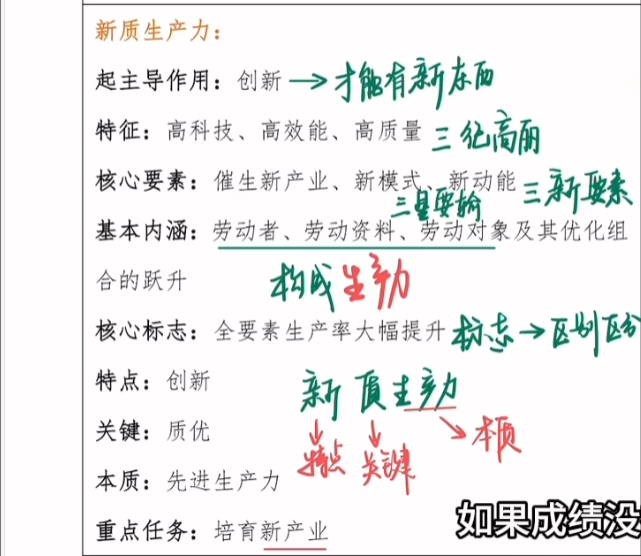 新质生产力：
起主导作用：创新 → 才能有新东西
特征：高科技、高效能、高质量 三纪高丽
核心要素：催生新产业、新模式、新动能 三新要素
三星要输
基本内涵：劳动者、劳动资料、劳动对象及其优化组
合的跃升 构成生产力
核心标志：全要素生产率大幅提升 标志→区别区分
特点：创新 新质生产力
关键：质优 特点 关键 本质
本质：先进生产力
重点任务：培育新产业
如果成绩没